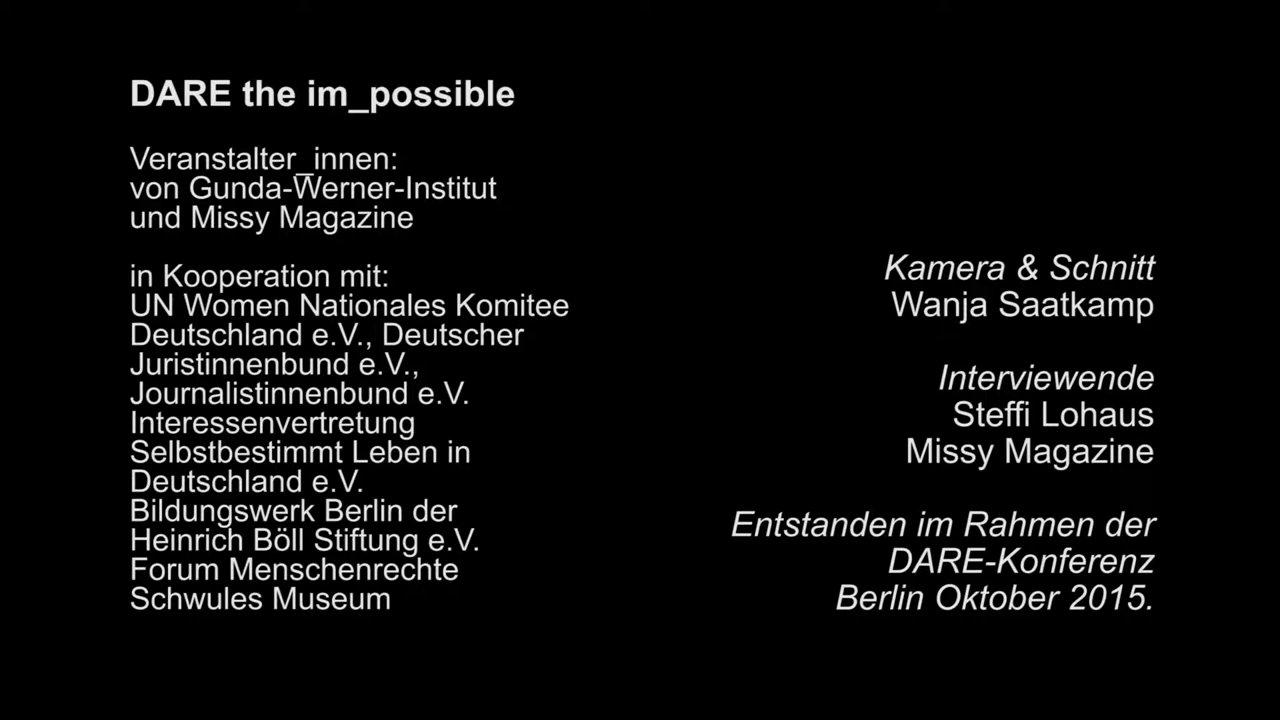 DARE the im_possible
Veranstalter_innen:
von Gunda-Werner-Institut
und Missy Magazine
in Kooperation mit:
UN Women Nationales Komitee
Deutschland e.V., Deutscher
Juristinnenbund e.V.,
Journalistinnenbund e.V.
Interessenvertretung
Selbstbestimmt Leben in
Deutschland e.V.
Bildungswerk Berlin der
Heinrich Böll Stiftung e.V.
Forum Menschenrechte
Schwules Museum
Kamera & Schnitt
Wanja Saatkamp
Interviewende
Steffi Lohaus
Missy Magazine
Entstanden im Rahmen der
DARE-Konferenz
Berlin Oktober 2015.